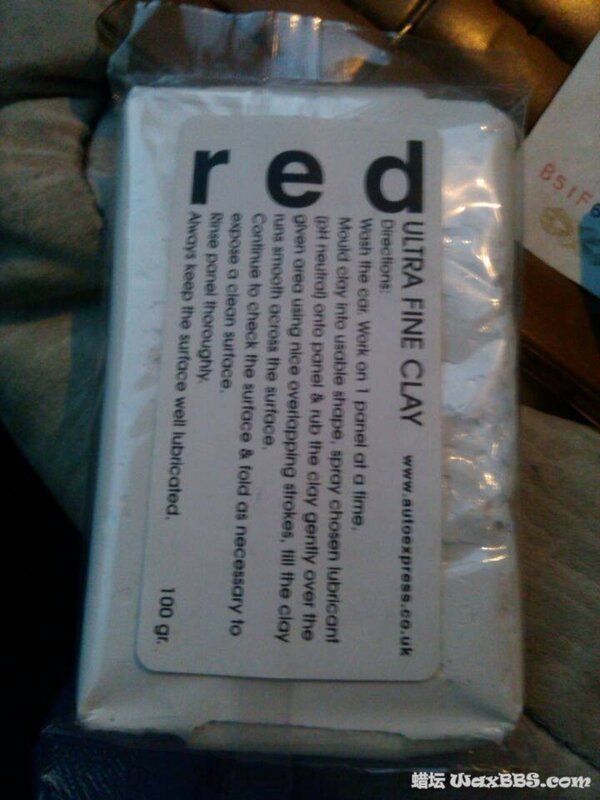 red
ULTRA FINE CLAY www.autoexpress.co.uk
Directions:
Wash the car. Work on 1 panel at a time.
Mould clay into usable shape, spray chosen lubricant
(pH neutral) onto panel & rub the clay gently over the
given area using nice overlapping strokes, till the clay
runs smooth across the surface.
Continue to check the surface & fold as necessary to
expose a clean surface.
Rinse panel thoroughly.
Always keep the surface well lubricated.
100 gr.
蜡坛 WaxBBS.com